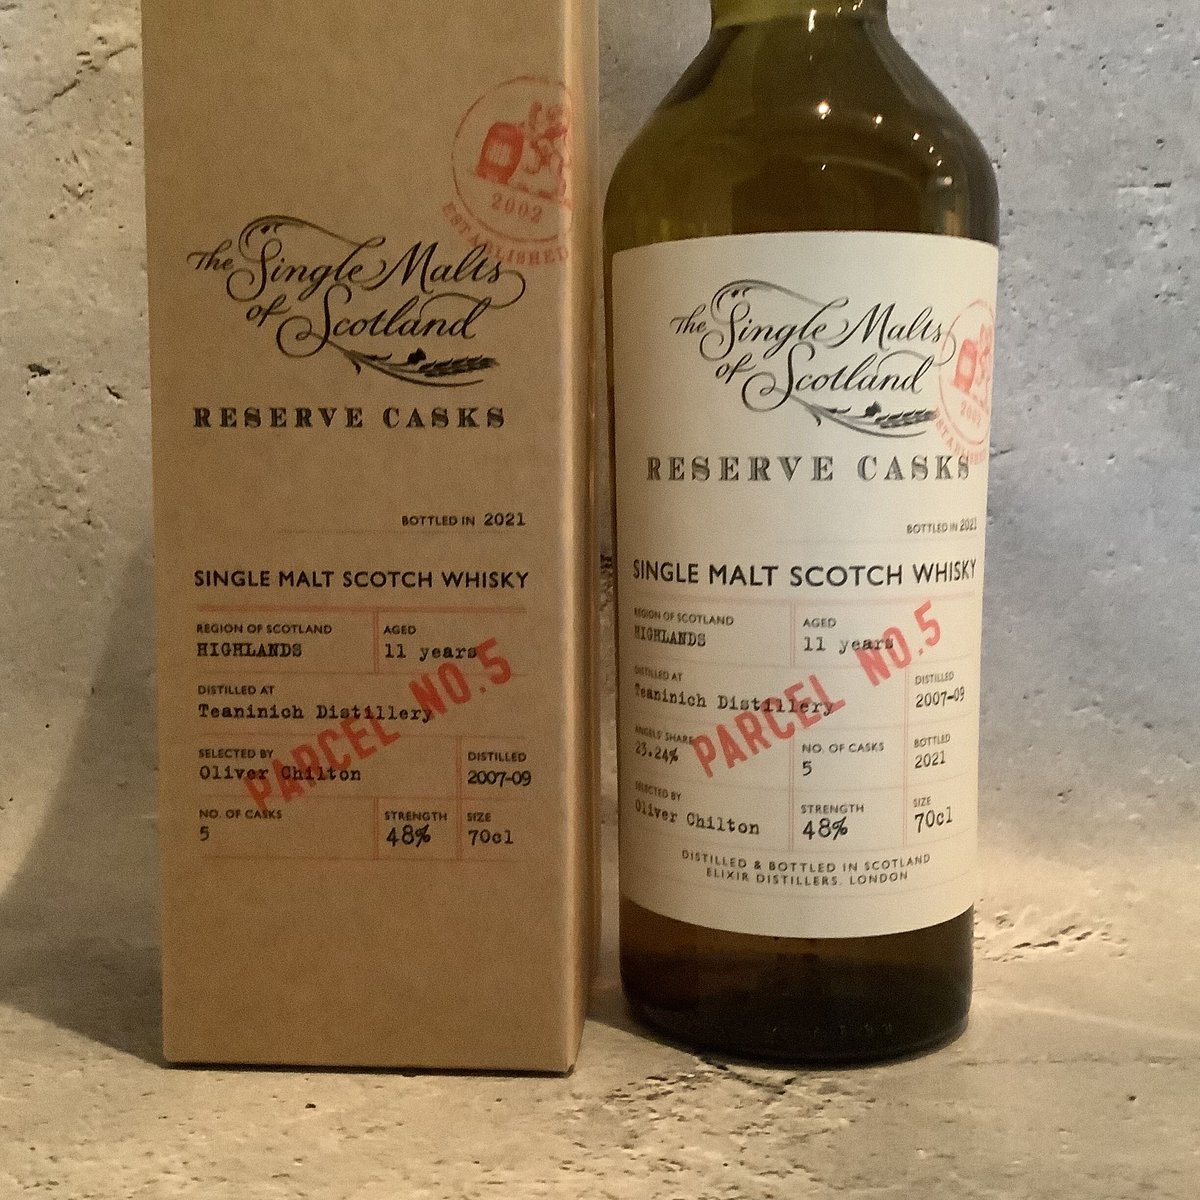 2002
ESTABLISHED
The Single Malts
of Scotland
RESERVE CASKS
BOTTLED IN 2021
SINGLE MALT SCOTCH WHISKY
REGION OF SCOTLAND
HIGHLANDS
AGED
11 years
DISTILLED AT
Teaninich Distillery
PARCEL NO.5
SELECTED BY
Oliver Chilton
DISTILLED
2007-09
NO. OF CASKS
5
STRENGTH
48%
SIZE
70cl
The Single Malts
of Scotland
2002
RESERVE CASKS
BOTTLED IN 2021
SINGLE MALT SCOTCH WHISKY
REGION OF SCOTLAND
HIGHLANDS
AGED
11 years
DISTILLED AT
Teaninich Distillery
PARCEL NO.5
DISTILLED
2007-09
ANGELS' SHARE
23.24%
NO. OF CASKS
5
BOTTLED
2021
SELECTED BY
Oliver Chilton
STRENGTH
48%
SIZE
70cl
DISTILLED & BOTTLED IN SCOTLAND
ELIXIR DISTILLERS, LONDON